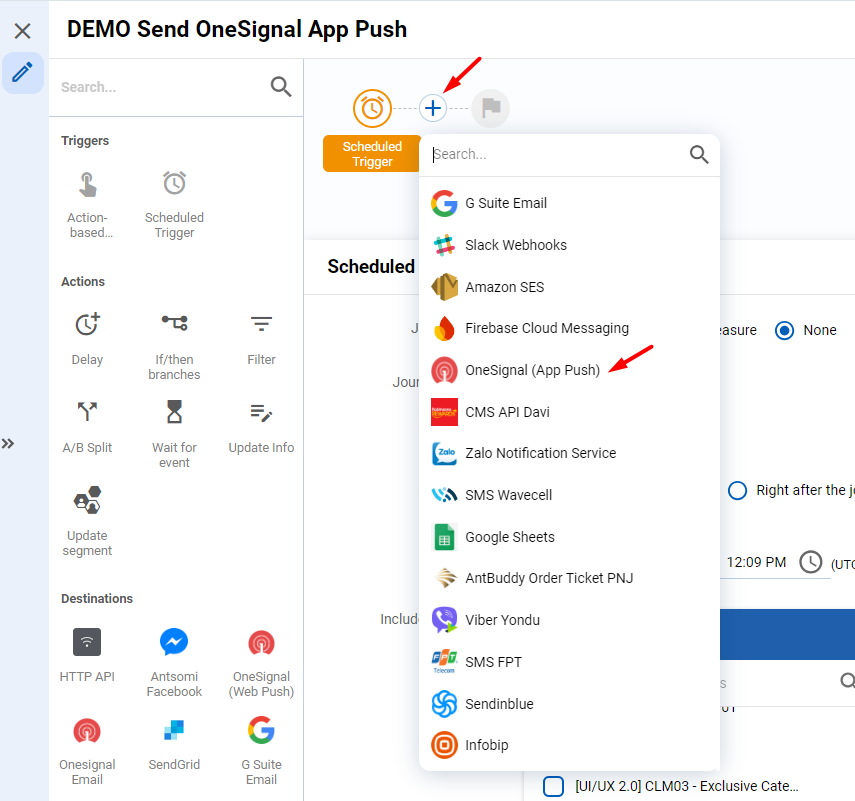 DEMO Send OneSignal App Push
Search...
Triggers
Action-
based...
Scheduled
Trigger
Actions
Delay
If/then
branches
Filter
A/B Split
Wait for
event
Update Info
Update
segment
Destinations
HTTP API
Antsomi
Facebook
OneSignal
(Web Push)
Onesignal
Email
SendGrid
G Suite
Email
Scheduled
Trigger
Search...
G Suite Email
Slack Webhooks
Amazon SES
Firebase Cloud Messaging
OneSignal (App Push)
CMS API Davi
Zalo
Zalo Notification Service
SMS Wavecell
Google Sheets
AntBuddy Order Ticket PNJ
Viber Yondu
FPT
Telecom
SMS FPT
Sendinblue
Infobip
Scheduled
J
easure
None
Jour
Right after the jo
12:09 PM
(UTC
Includ
s
[UI/UX 2.0] CLM03 - Exclusive Cate...